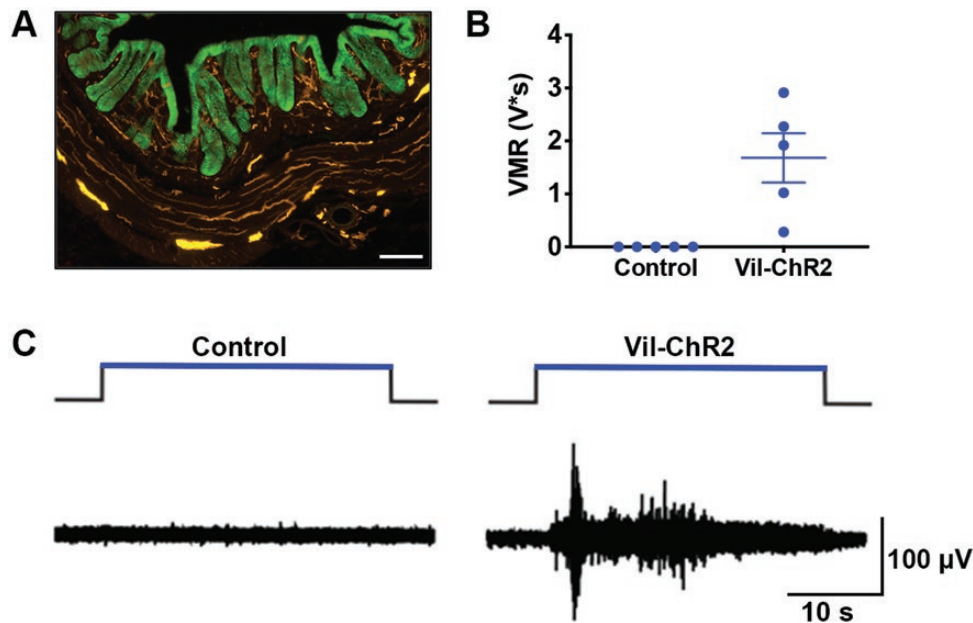 A
B
VMR (V*s)
4
3
2
1
0
Control
Vil-ChR2
C
Control
Vil-ChR2
100 µV
10 s